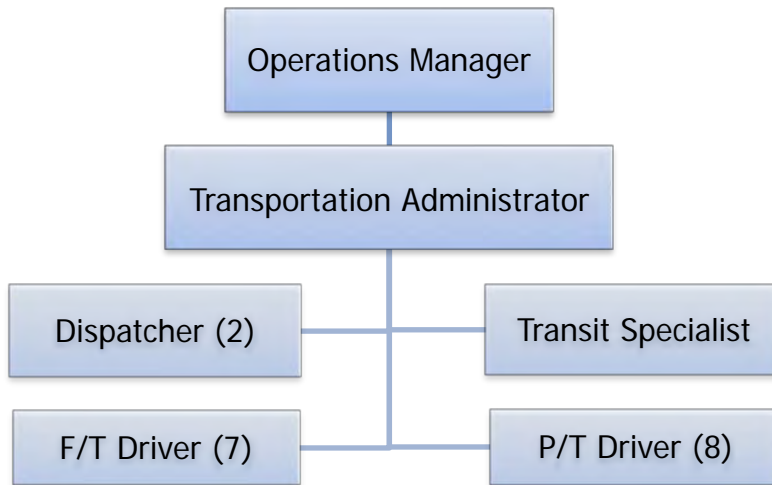 Operations Manager
Transportation Administrator
Dispatcher (2)
Transit Specialist
F/T Driver (7)
P/T Driver (8)